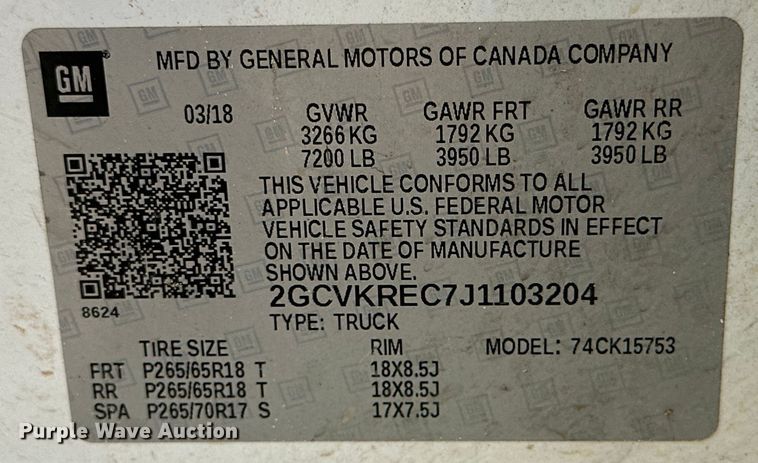 GM
MFD BY GENERAL MOTORS OF CANADA COMPANY
03/18 GVWR GAWR FRT GAWR RR
3266 KG 1792 KG 1792 KG
7200 LB 3950 LB 3950 LB
THIS VEHICLE CONFORMS TO ALL
APPLICABLE U.S. FEDERAL MOTOR
VEHICLE SAFETY STANDARDS IN EFFECT
ON THE DATE OF MANUFACTURE
SHOWN ABOVE.
2GCVKREC7J1103204
8624
TYPE: TRUCK
TIRE SIZE RIM MODEL: 74CK15753
FRT P265/65R18 T 18X8.5J
RR P265/65R18 T 18X8.5J
SPA P265/70R17 S 17X7.5J
Purple Wave Auction